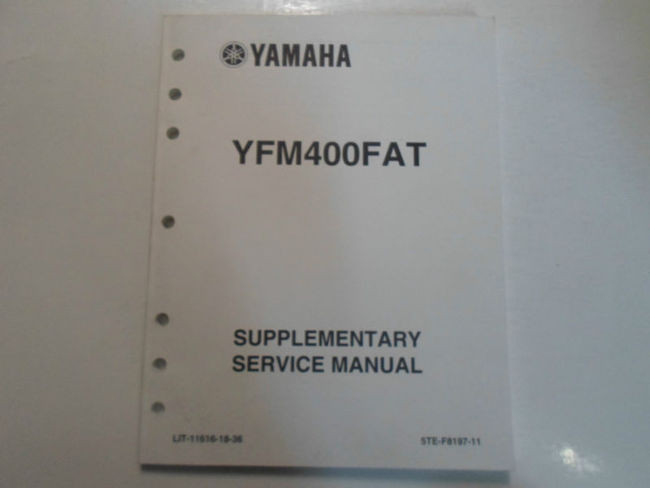 YAMAHA
YFM400FAT
SUPPLEMENTARY
SERVICE MANUAL
LIT-11616-18-36
5TE-F8197-11